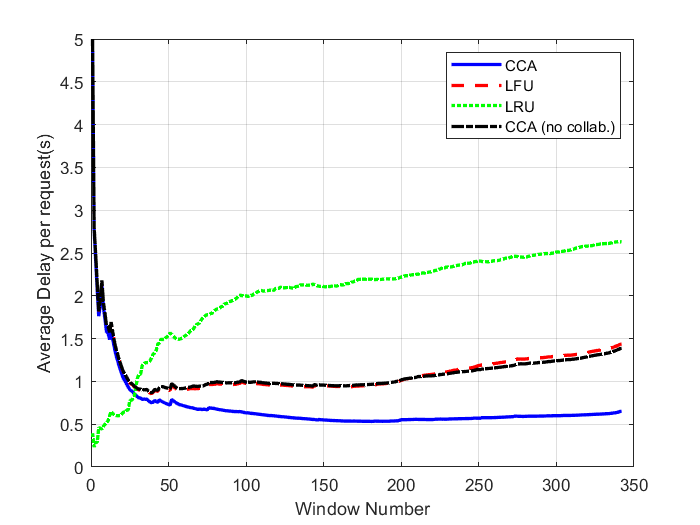 5
4.5
4
3.5
3
2.5
2
1.5
1
0.5
0
Average Delay per request(s)
CCA
LFU
LRU
CCA (no collab.)
0 50 100 150 200 250 300 350
Window Number